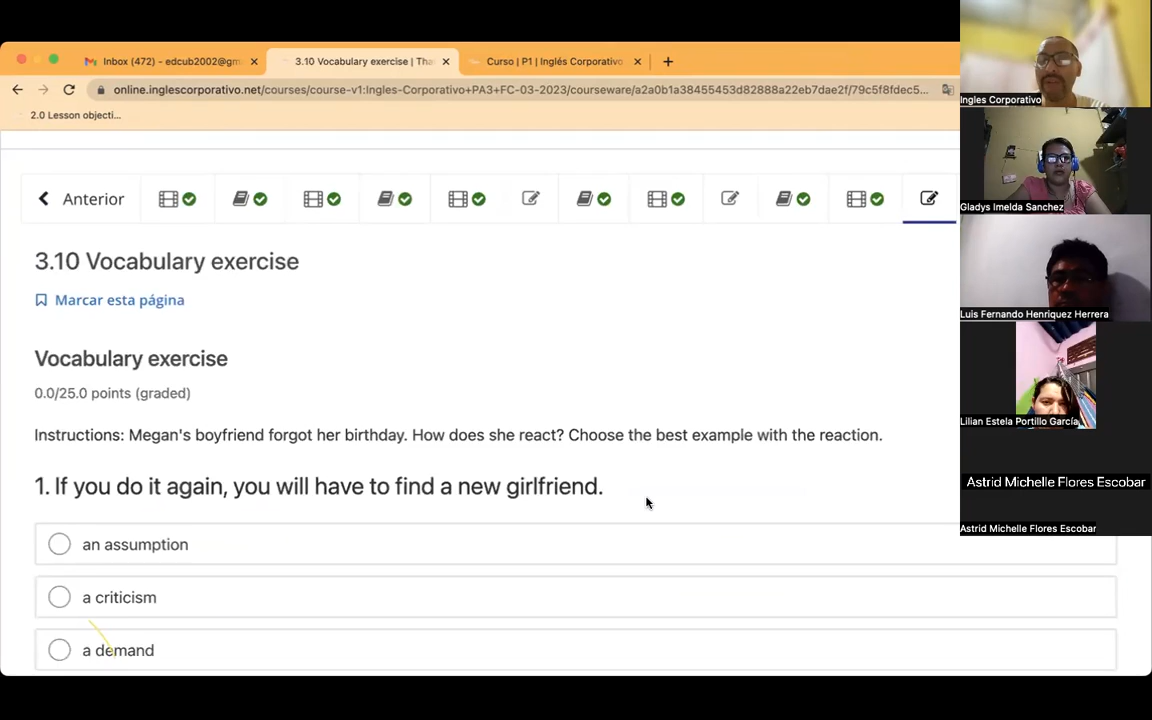 Inbox (472) - edcub2002@gm
3.10 Vocabulary exercise | Tha
Curso | P1 | Inglés Corporativo
online.inglescorporativo.net/courses/course-v1:Ingles-Corporativo+PA3+FC-03-2023/courseware/a2a0b1a38455453d82888a22eb7dae2f/79c5f8fdec5...
2.0 Lesson objecti...
Anterior
3.10 Vocabulary exercise
Marcar esta página
Vocabulary exercise
0.0/25.0 points (graded)
Instructions: Megan's boyfriend forgot her birthday. How does she react? Choose the best example with the reaction.
1. If you do it again, you will have to find a new girlfriend.
an assumption
a criticism
a demand
Ingles Corporativo
Gladys Imelda Sanchez
Luis Fernando Henriquez Herrera
Lilian Estela Portillo García
Astrid Michelle Flores Escobar
Astrid Michelle Flores Escobar